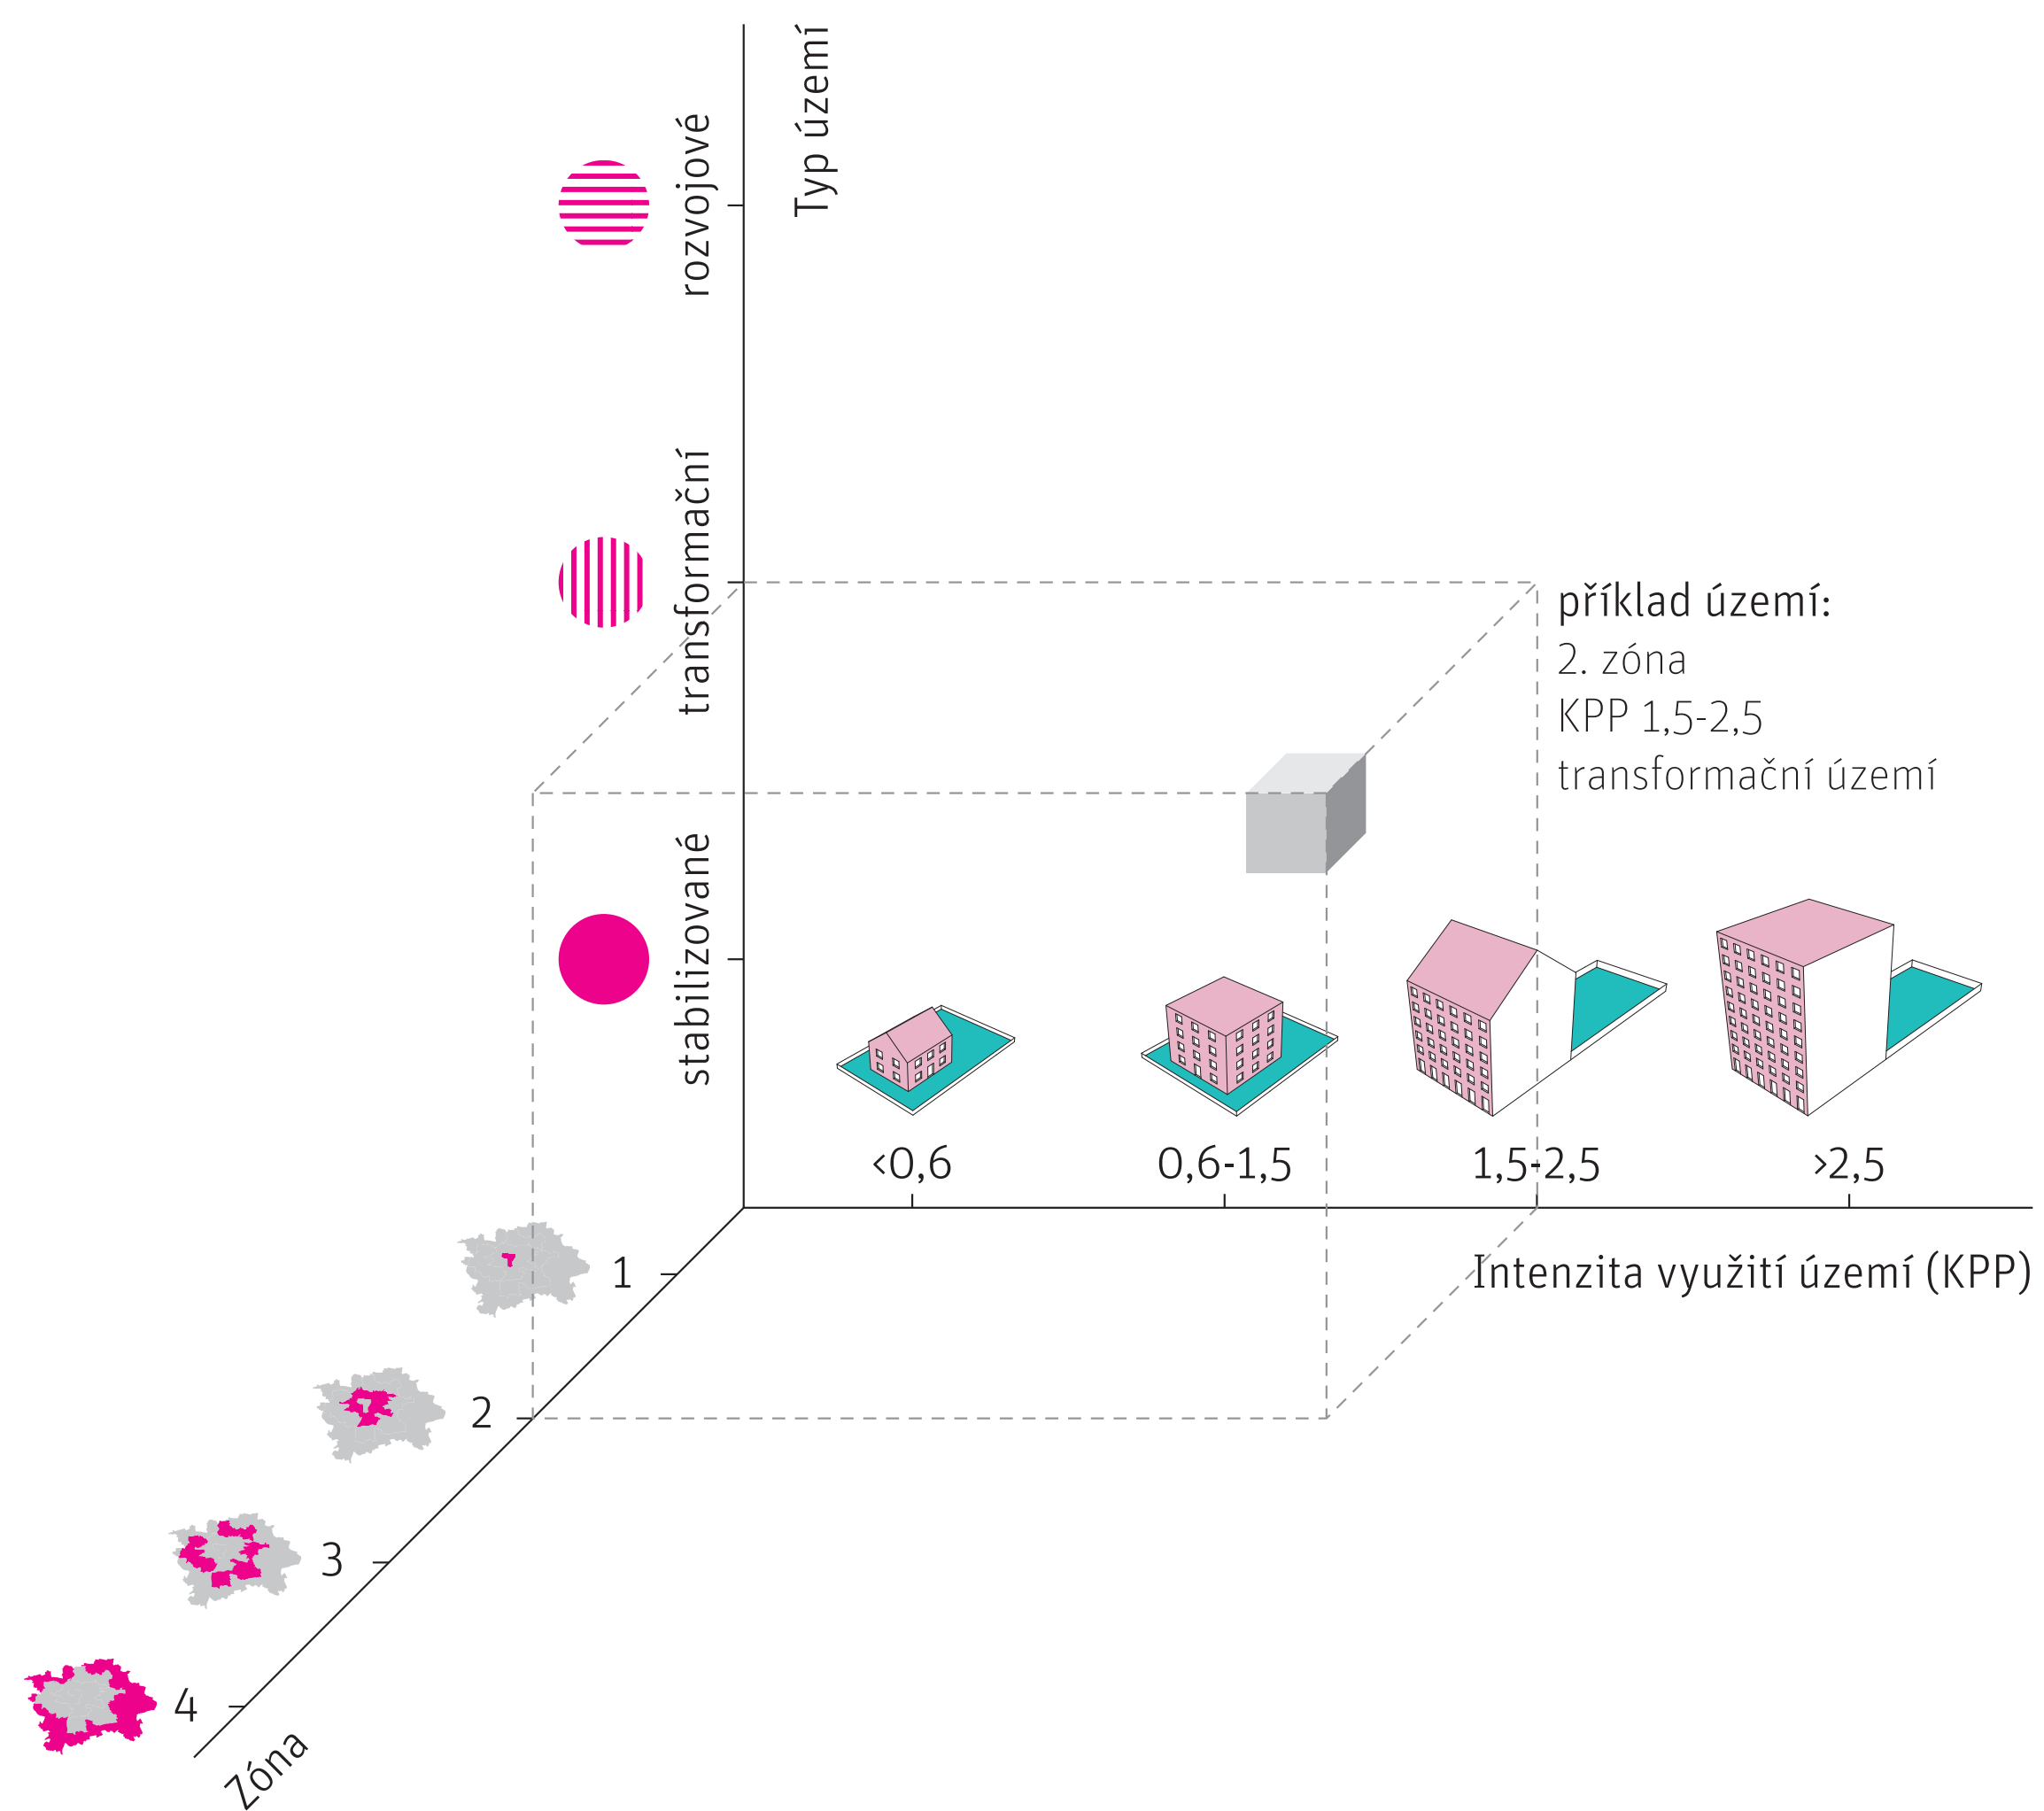 Typ území
rozvojové
transformační
stabilizované
příklad území:
2. zóna
KPP 1,5-2,5
transformační území
<0,6
0,6-1,5
1,5-2,5
>2,5
Intenzita využití území (KPP)
1
2
3
4
Zóna